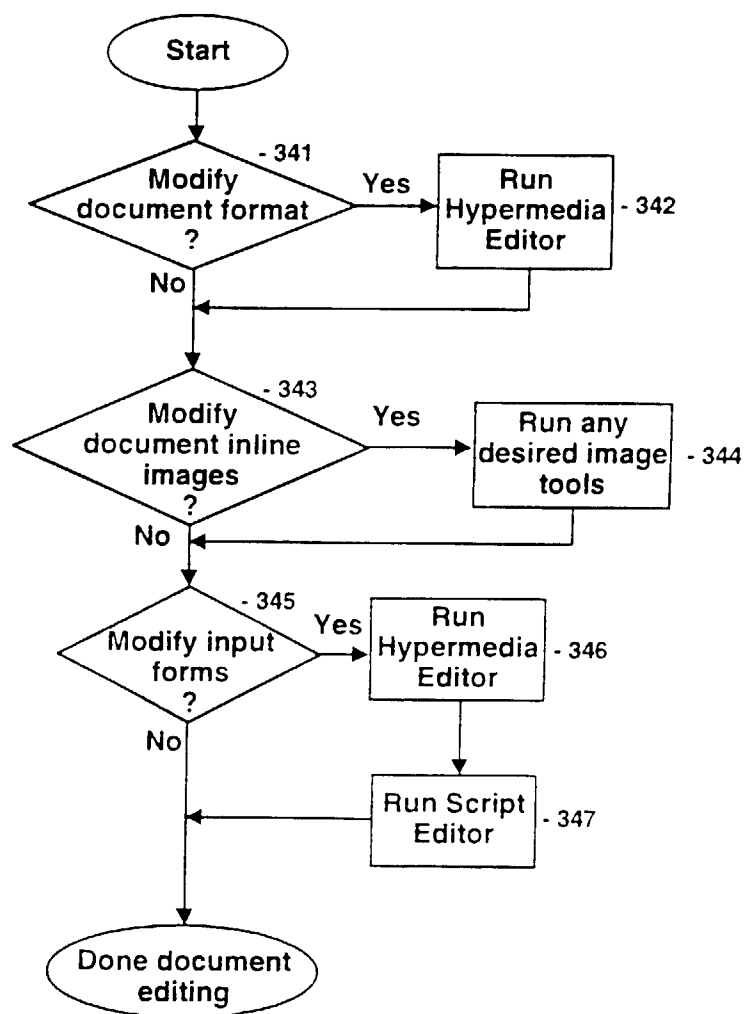 Start
- 341
Modify
document format
?
Yes
Run
Hypermedia
Editor
- 342
No
- 343
Modify
document inline
images
?
Yes
Run any
desired image
tools
- 344
No
- 345
Modify input
forms
?
Yes
Run
Hypermedia
Editor
- 346
No
Run Script
Editor
- 347
Done document
editing